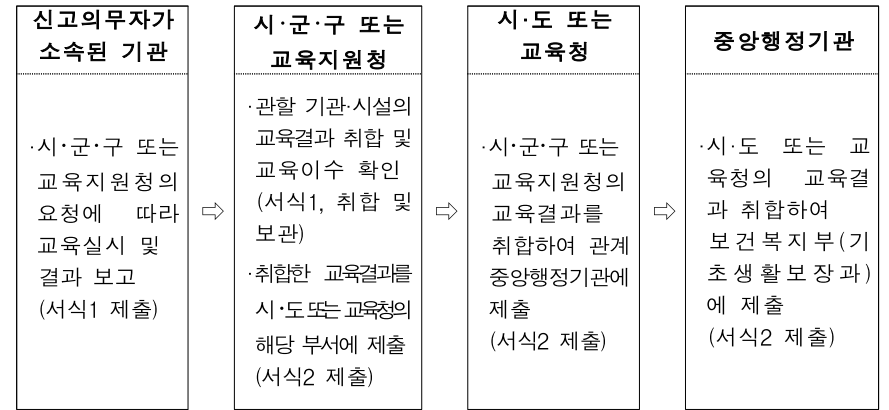 신고의무자가
소속된 기관
·시·군·구 또는
교육지원청의
요청에 따라
교육실시 및
결과 보고
(서식1 제출)
⇨
시·군·구 또는
교육지원청
·관할 기관·시설의
교육결과 취합 및
교육이수 확인
(서식1, 취합 및
보관)
·취합한 교육결과를
시·도 또는 교육청의
해당 부서에 제출
(서식2 제출)
⇨
시·도 또는
교육청
·시·군·구 또는
교육지원청의
교육결과를
취합하여 관계
중앙행정기관에
제출
(서식2 제출)
⇨
중앙행정기관
·시·도 또는 교
육청의 교육결
과 취합하여
보건복지부(기
초생활보장과)
에 제출
(서식2 제출)